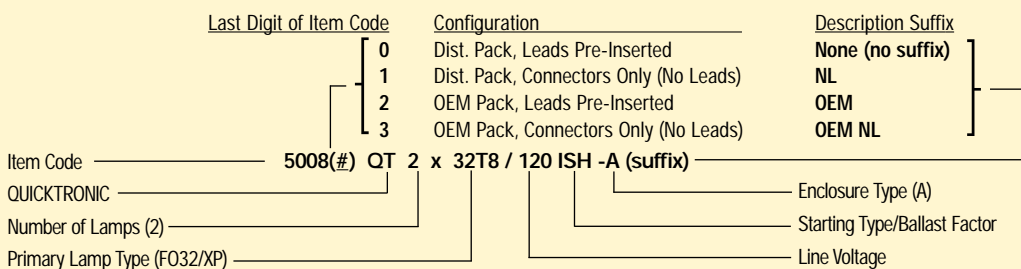 Last Digit of Item Code Configuration Description Suffix
0 Dist. Pack, Leads Pre-Inserted None (no suffix)
1 Dist. Pack, Connectors Only (No Leads) NL
2 OEM Pack, Leads Pre-Inserted OEM
3 OEM Pack, Connectors Only (No Leads) OEM NL
Item Code 5008(#) QT 2 x 32T8 / 120 ISH -A (suffix)
QUICKTRONIC Enclosure Type (A)
Number of Lamps (2) Starting Type/Ballast Factor
Primary Lamp Type (FO32/XP) Line Voltage